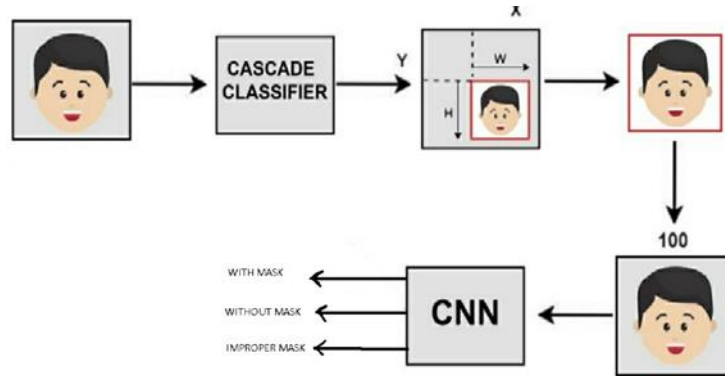 X
CASCADE
CLASSIFIER
Y
W
H
100
WITH MASK
WITHOUT MASK
IMPROPER MASK
CNN